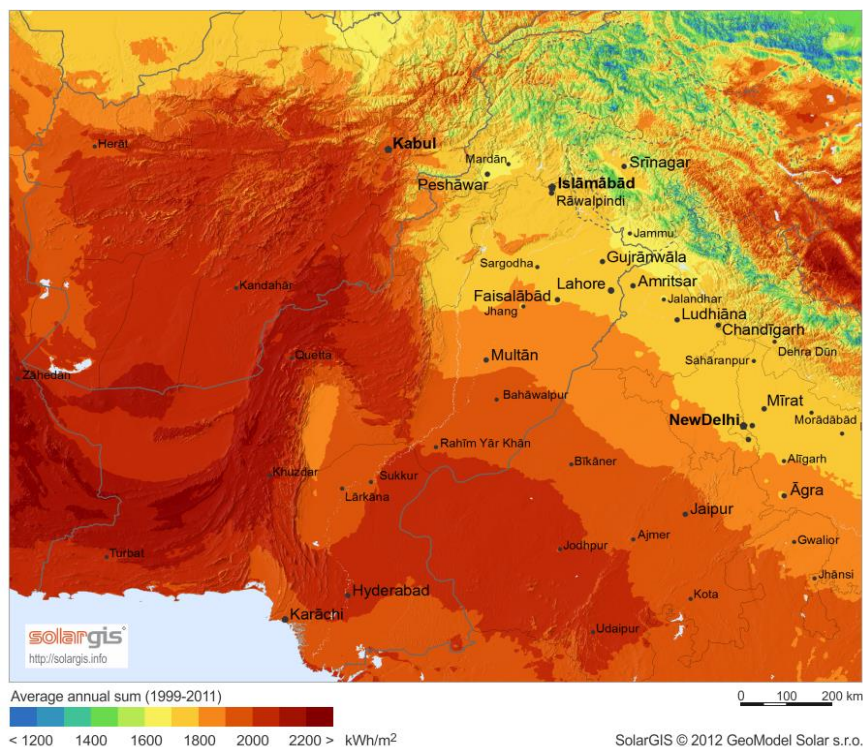 Herāt
Kabul
Mardān
Peshāwar
Srīnagar
Islāmābād
Rāwalpindi
Jammu
Gujrānwāla
Sargodha
Kandahār
Lahore
Amritsar
Faisalābād
Jalandhar
Jhang
Ludhiāna
Chandīgarh
Dehra Dūn
Quetta
Multān
Sahāranpur
Zāhedān
Bahāwalpur
Mīrat
Morādābād
NewDelhi
Rahīm Yār Khān
Alīgarh
Bīkāner
Khuzdar
Sukkur
Lārkāna
Āgra
Jaipur
Ajmer
Gwalior
Jodhpur
Turbat
Jhānsi
Hyderabad
Kota
Karāchi
Udaipur
solargis
http://solargis.info
Average annual sum (1999-2011)
0 100 200 km
< 1200 1400 1600 1800 2000 2200 > kWh/m²
SolarGIS © 2012 GeoModel Solar s.r.o.